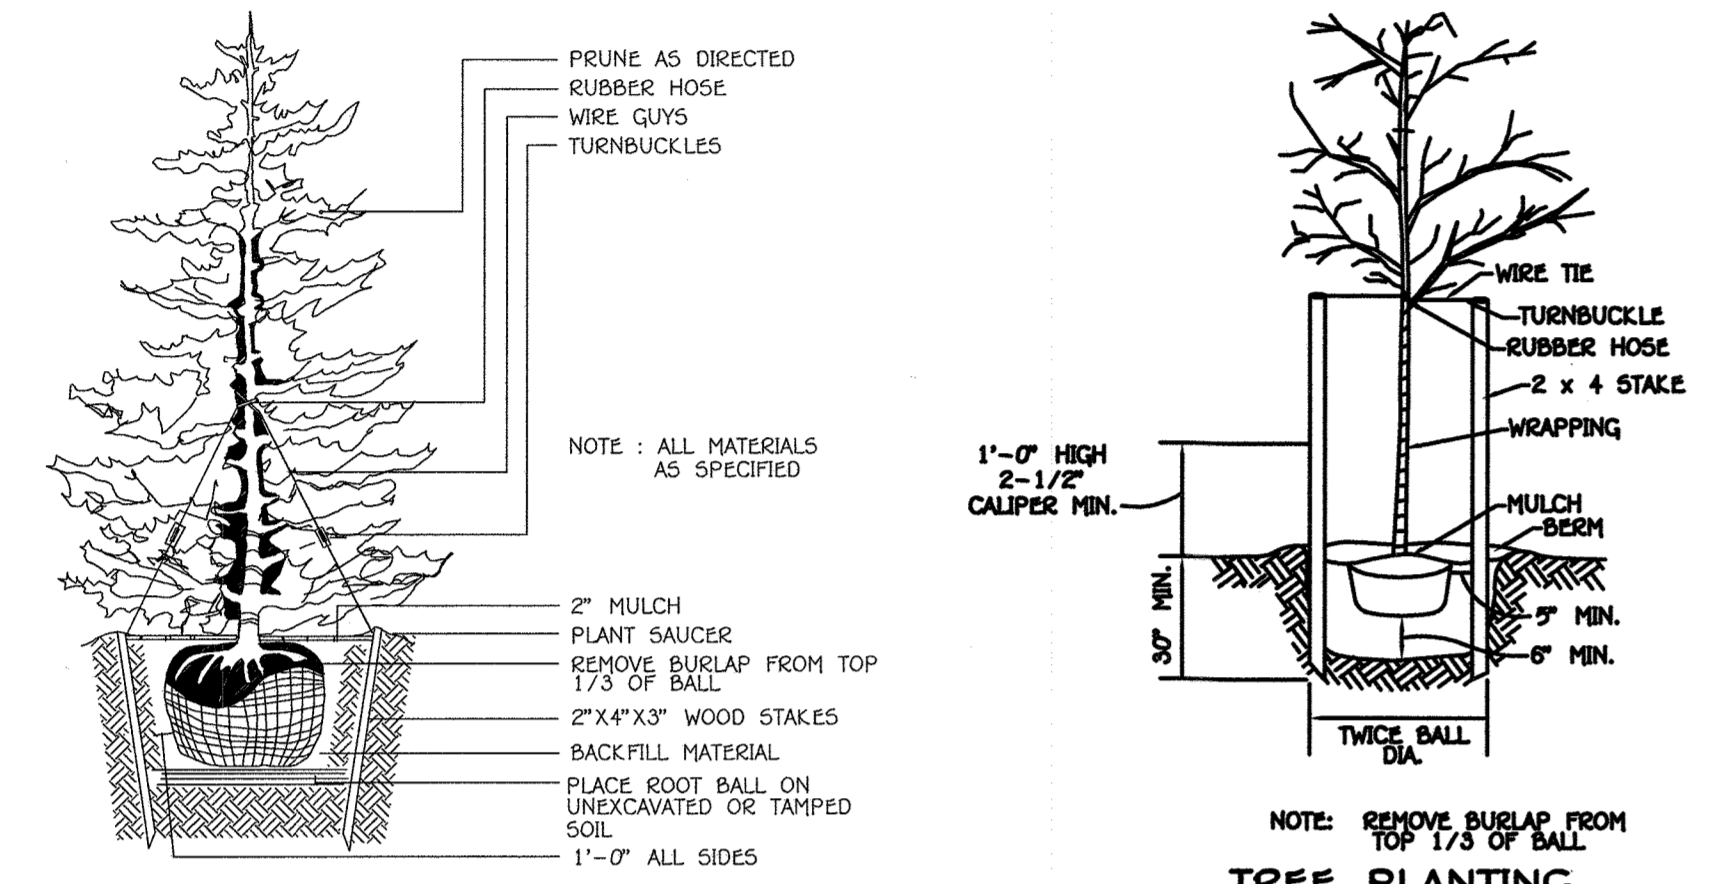 PRUNE AS DIRECTED
RUBBER HOSE
WIRE GUYS
TURNBUCKLES
NOTE : ALL MATERIALS
AS SPECIFIED
2" MULCH
PLANT SAUCER
REMOVE BURLAP FROM TOP
1/3 OF BALL
2"X4"X3" WOOD STAKES
BACKFILL MATERIAL
PLACE ROOT BALL ON
UNEXCAVATED OR TAMPED
SOIL
1'-0" ALL SIDES
WIRE TIE
TURNBUCKLE
RUBBER HOSE
2 x 4 STAKE
WRAPPING
1'-0" HIGH
2-1/2"
CALIPER MIN.
MULCH
BERM
30" MIN.
5" MIN.
6" MIN.
TWICE BALL
DIA.
NOTE: REMOVE BURLAP FROM
TOP 1/3 OF BALL
TREE PLANTING